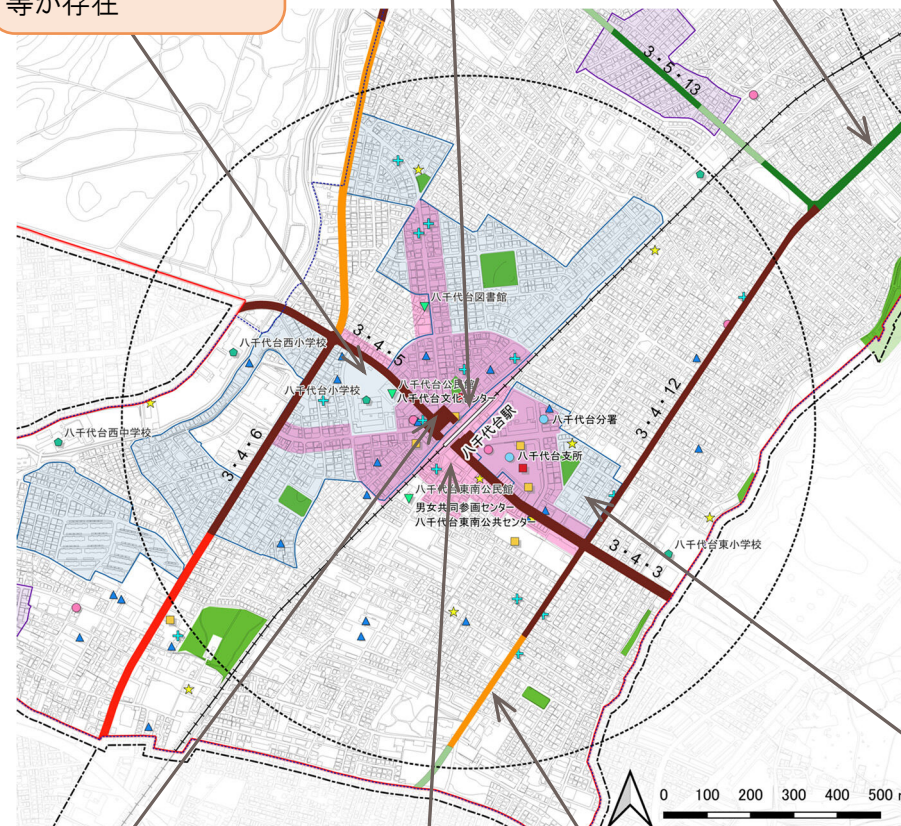 等が存在
3・5・13
八千代台図書館
3・4・5
八千代台西小学校
八千代台小学校
八千代台公民館
八千代台文化センター
八千代台西中学校
3・4・6
八千代台駅
八千代台分署
八千代台支所
3・4・12
八千代台東南公民館
男女共同参画センター
八千代台東南公共センター
八千代台東小学校
3・4・3
0 100 200 300 400 500